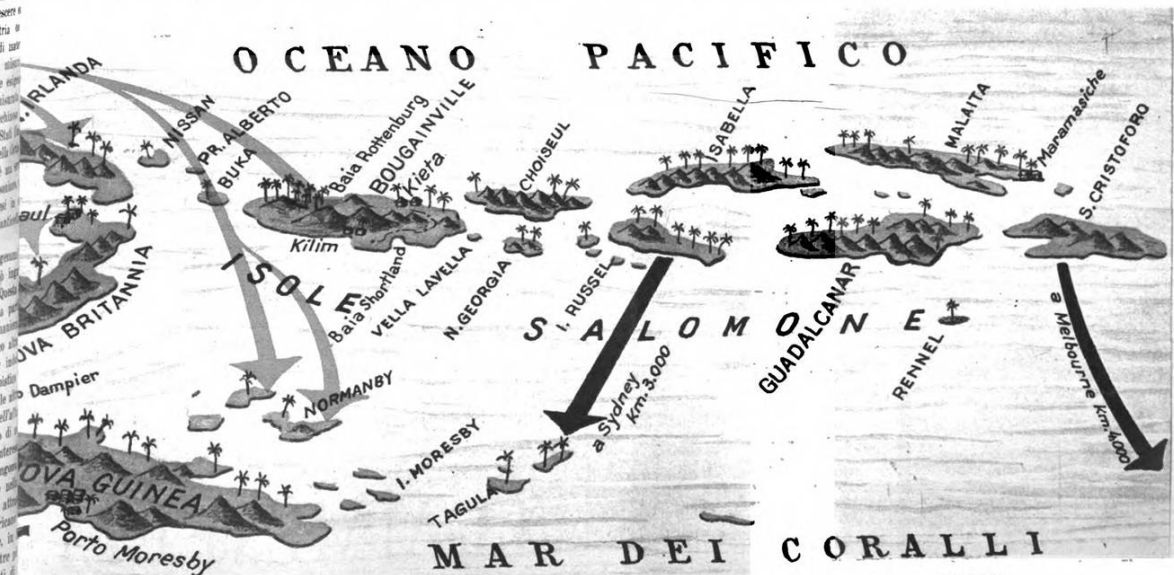 OCEANO PACIFICO
IRLANDA
NISSAN
PR. ALBERTO
BUKA
Baia Rottenburg
BOUGAINVILLE
Kieta
CHOISEUL
ISABELLA
MALAITA
Maramasiche
S. CRISTOFORO
Kilim
Baia Shortland
VELLA LAVELLA
N. GEORGIA
I. RUSSEL
GUADALCANAR
RENNEL
ISOLE SALOMONE
OVA BRITANNIA
Dampier
NORMANBY
I. MORESBY
TAGULA
a Sydney
Km. 3.000
a Melbourne Km. 4.000
OVA GUINEA
Porto Moresby
MAR DEI CORALLI